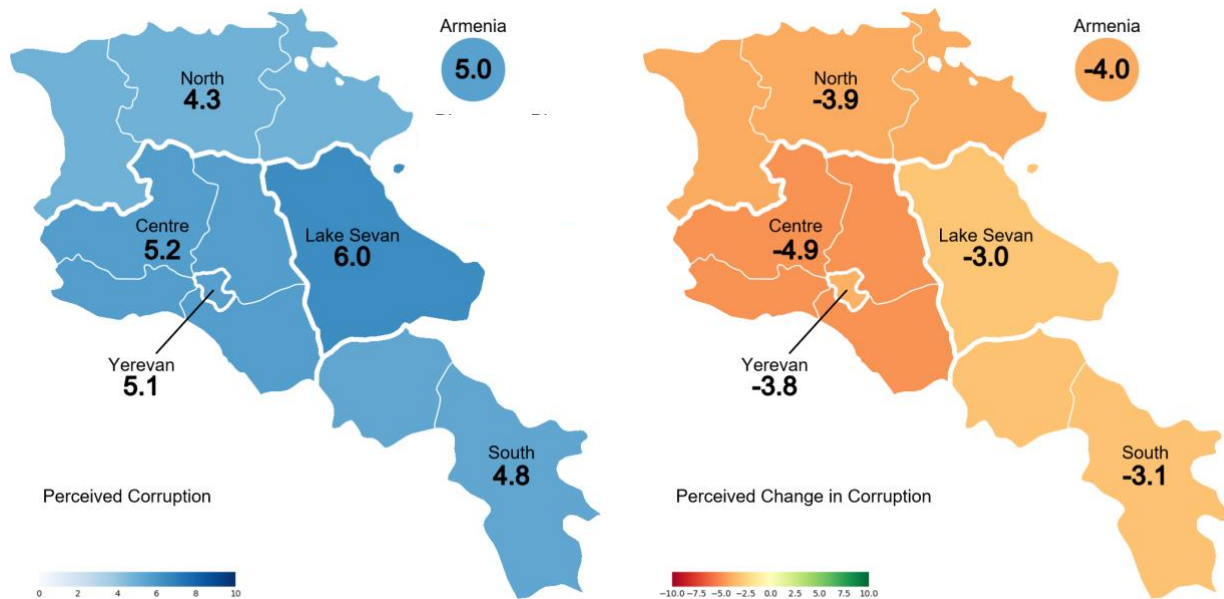 Armenia
5.0
North
4.3
Centre
5.2
Lake Sevan
6.0
Yerevan
5.1
South
4.8
Perceived Corruption
0 2 4 6 8 10
Armenia
-4.0
North
-3.9
Centre
-4.9
Lake Sevan
-3.0
Yerevan
-3.8
South
-3.1
Perceived Change in Corruption
-10.0 -7.5 -5.0 -2.5 0.0 2.5 5.0 7.5 10.0